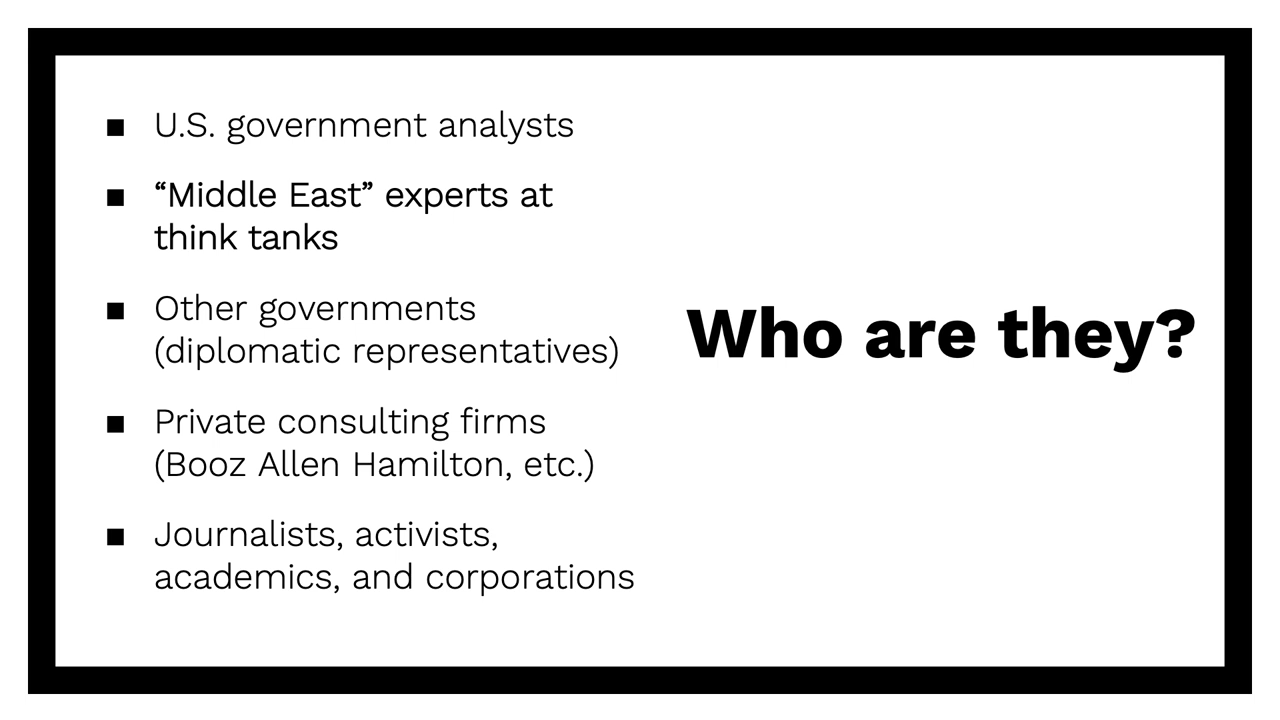 ■ U.S. government analysts
■ “Middle East” experts at
think tanks
■ Other governments
(diplomatic representatives)
■ Private consulting firms
(Booz Allen Hamilton, etc.)
■ Journalists, activists,
academics, and corporations
Who are they?